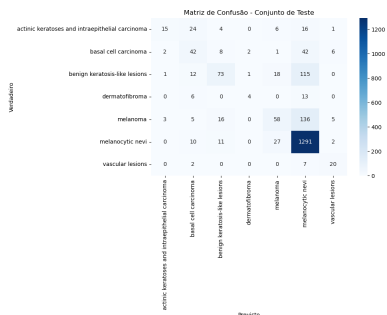 Matriz de Confusão - Conjunto de Teste
actinic keratoses and intraepithelial carcinoma 15 24 4 0 6 16 1
basal cell carcinoma 2 42 8 2 1 42 6
benign keratosis-like lesions 1 12 73 1 18 115 0
dermatofibroma 0 6 0 4 0 13 0
melanoma 3 5 16 0 58 136 5
melanocytic nevi 0 10 11 0 27 1291 2
vascular lesions 0 2 0 0 0 7 20
Verdadeiro
actinic keratoses and intraepithelial carcinoma
basal cell carcinoma
benign keratosis-like lesions
dermatofibroma
melanoma
melanocytic nevi
vascular lesions
1200
1000
800
600
400
200
0